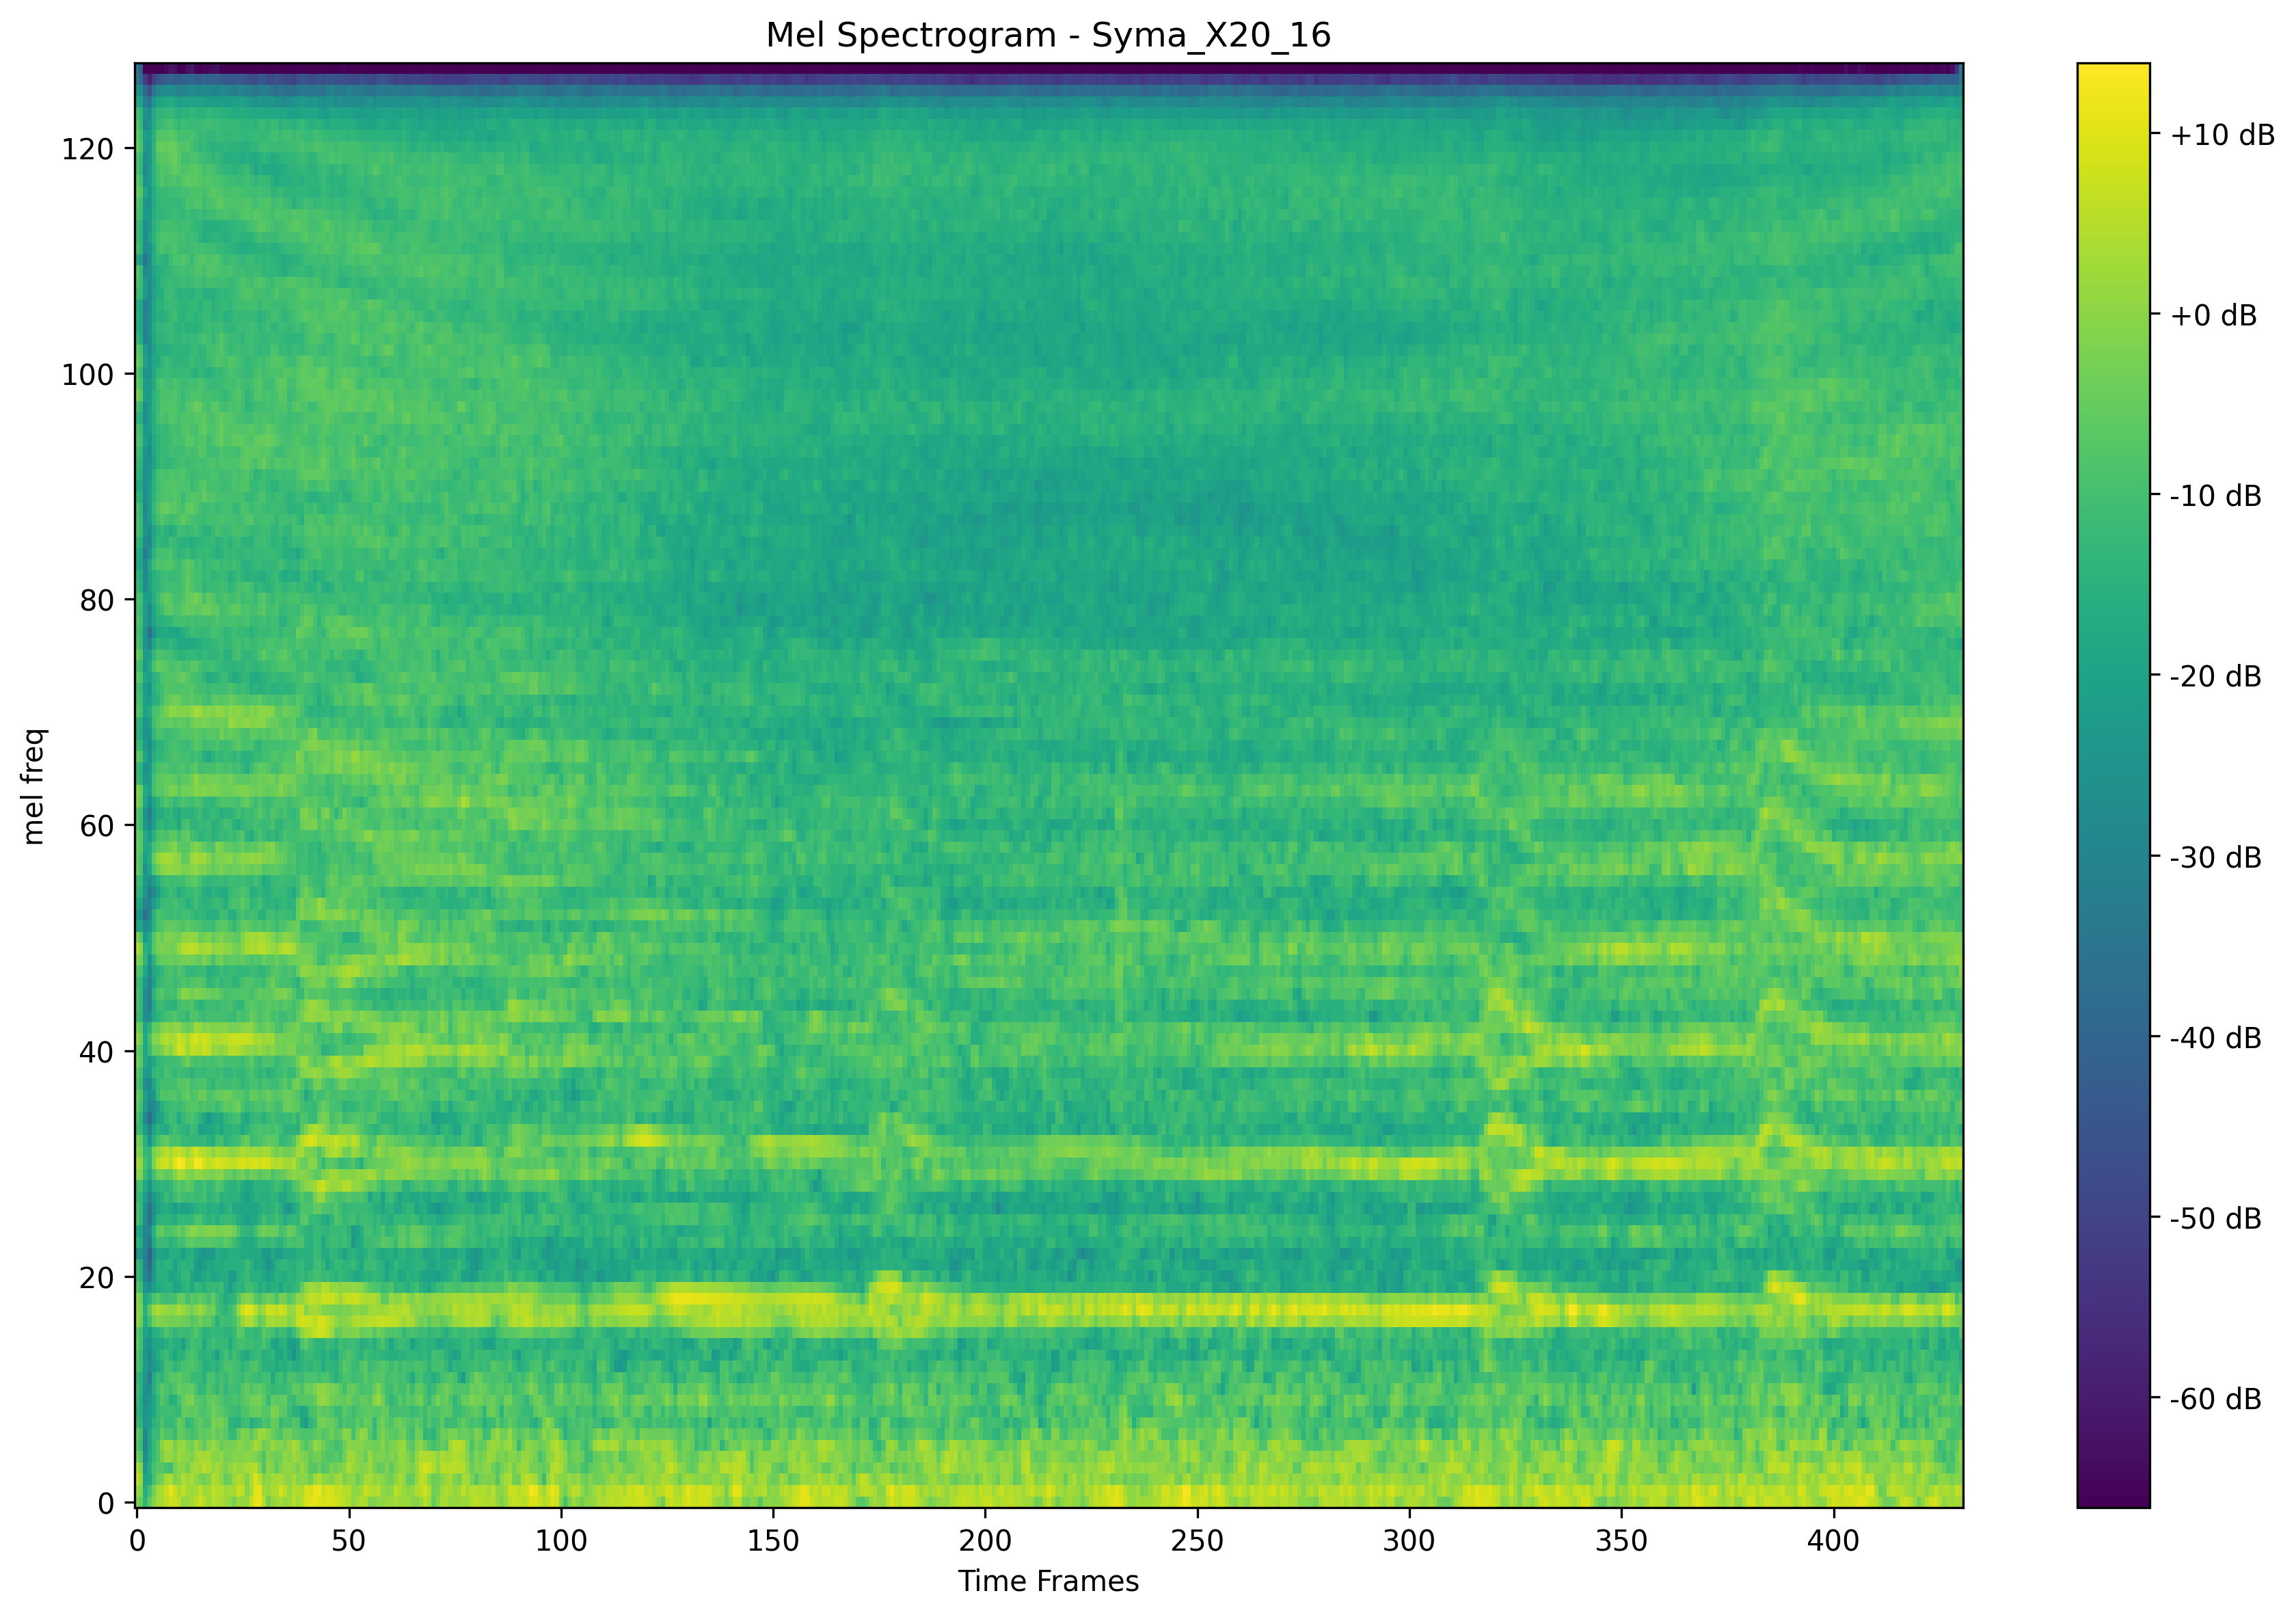 Mel Spectrogram - Syma_X20_16
mel freq
120
100
80
60
40
20
0
0 50 100 150 200 250 300 350 400
Time Frames
+10 dB
+0 dB
-10 dB
-20 dB
-30 dB
-40 dB
-50 dB
-60 dB